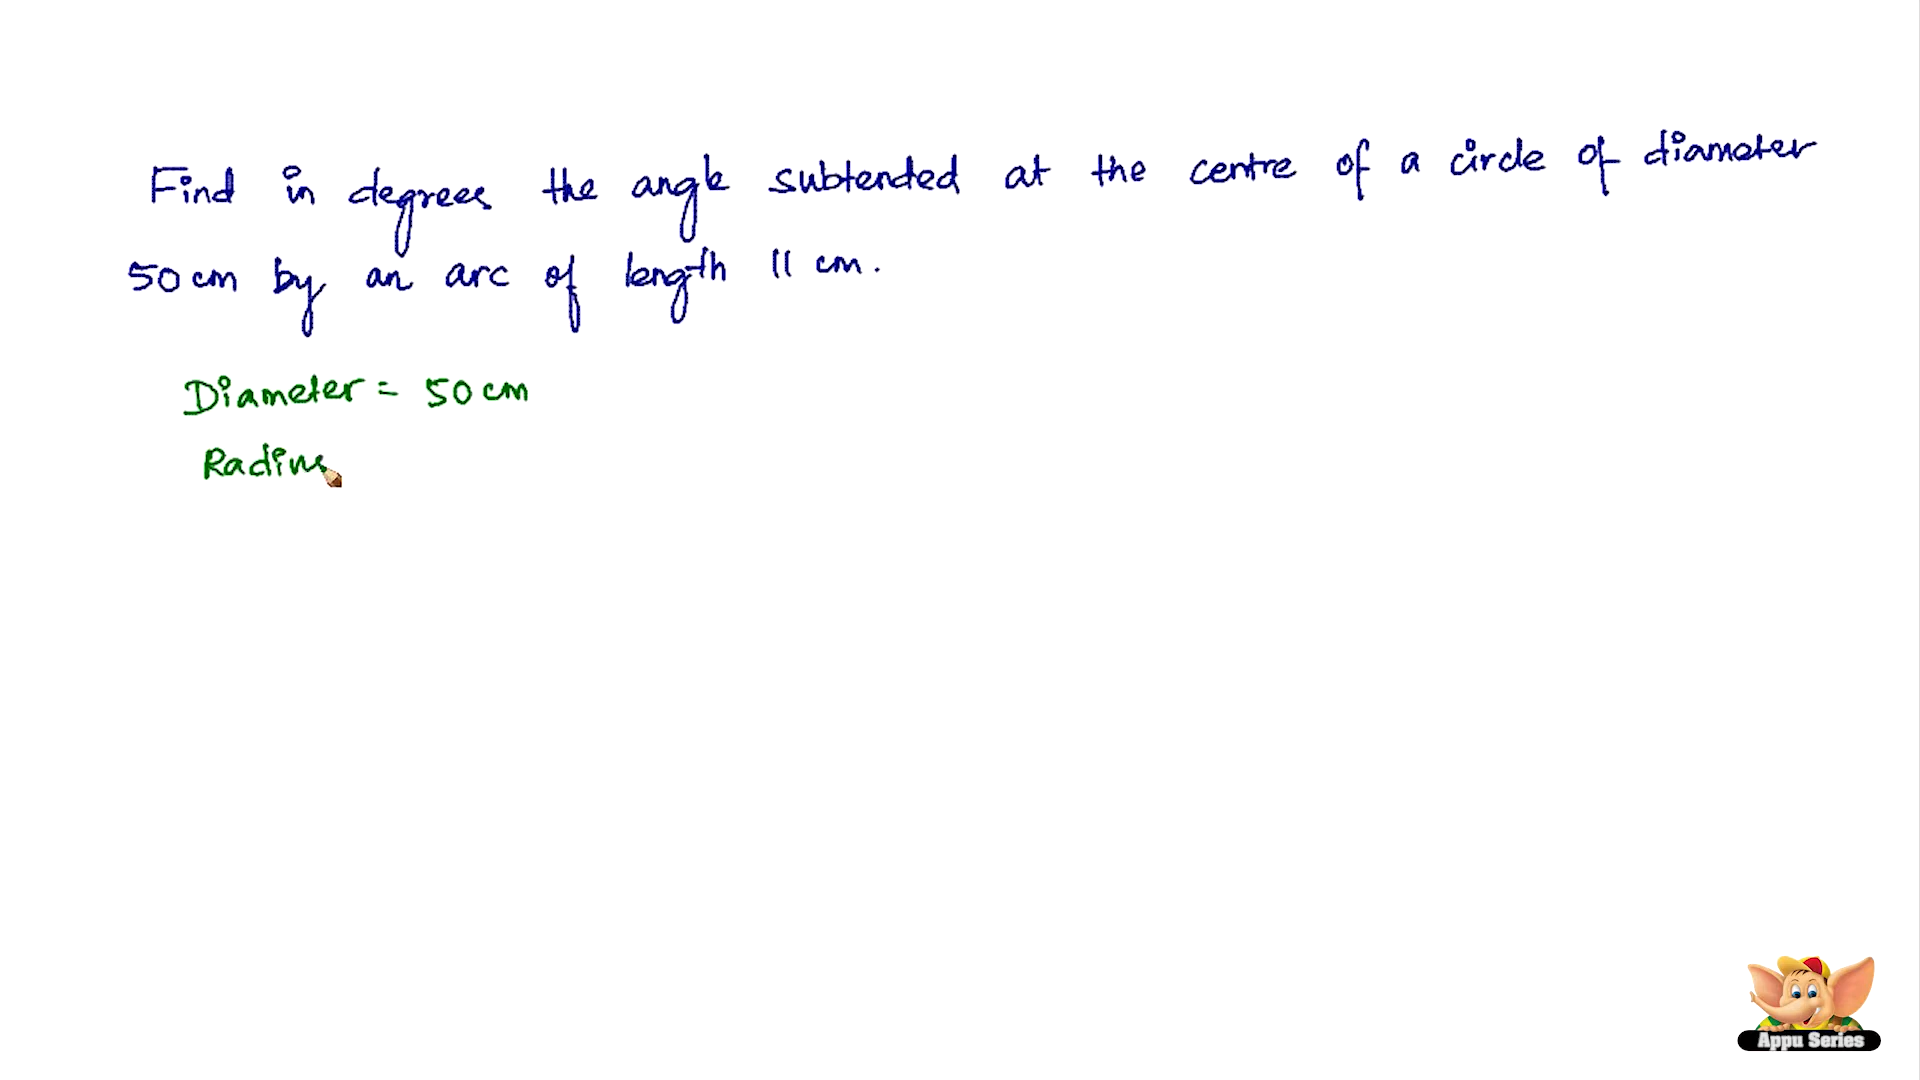 Find in degrees the angle subtended at the centre of a circle of diameter
50 cm by an arc of length 11 cm.
Diameter = 50 cm
Radius
Appu Series